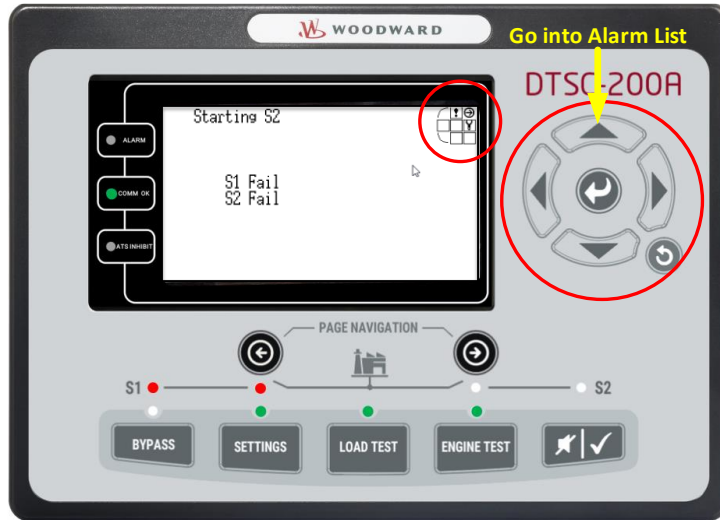 WOODWARD
Go into Alarm List
DTSC-200A
Starting S2
ALARM
S1 Fail
COMM OK
S2 Fail
ATS INHIBIT
PAGE NAVIGATION
S1
S2
BYPASS
SETTINGS
LOAD TEST
ENGINE TEST